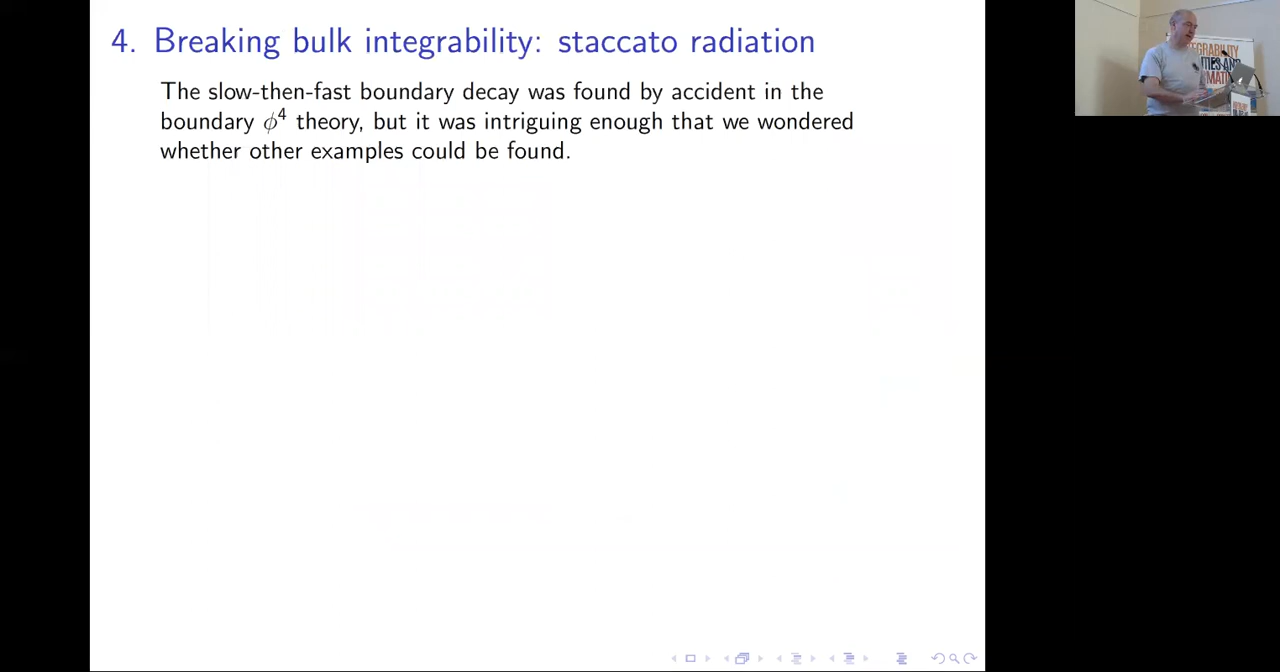 4. Breaking bulk integrability: staccato radiation
The slow-then-fast boundary decay was found by accident in the
boundary ϕ⁴ theory, but it was intriguing enough that we wondered
whether other examples could be found.